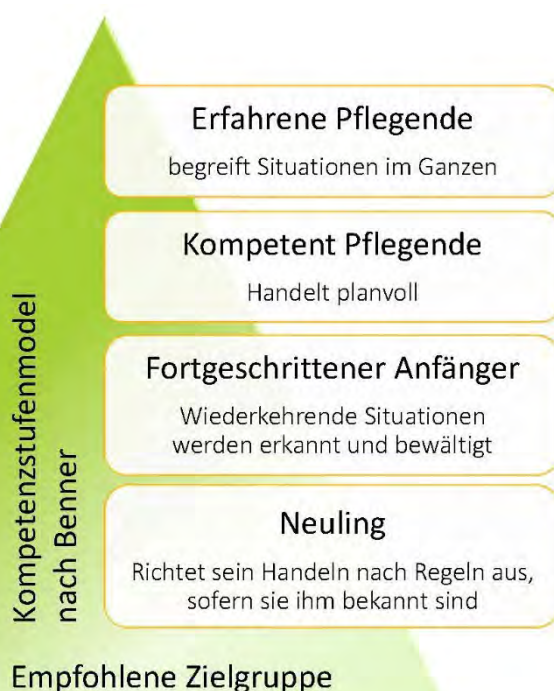 Erfahrene Pflegende
begreift Situationen im Ganzen
Kompetent Pflegende
Handelt planvoll
Fortgeschrittener Anfänger
Wiederkehrende Situationen
werden erkannt und bewältigt
Neuling
Richtet sein Handeln nach Regeln aus,
sofern sie ihm bekannt sind
Kompetenzstufenmodel
nach Benner
Empfohlene Zielgruppe